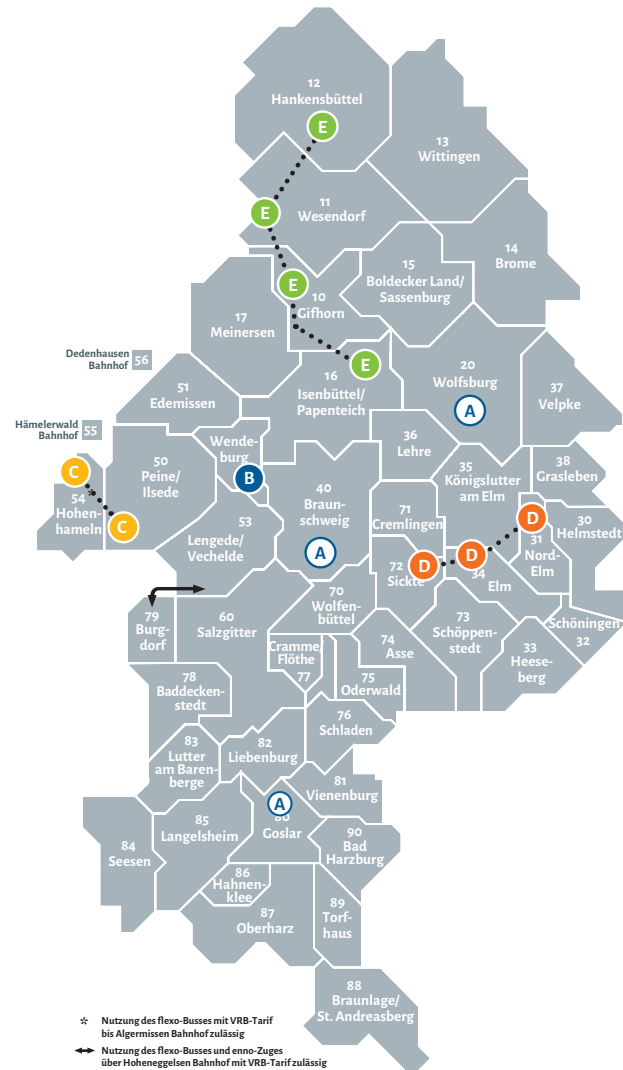 12
Hankensbüttel
E
13
Wittingen
E
11
Wesendorf
14
Brome
15
Boldecker Land/
Sassenburg
E
10
Gifhorn
17
Meinersen
Dedenhausen
Bahnhof
56
16
Isenbüttel/
Papenteich
E
20
Wolfsburg
A
37
Velpke
51
Edemissen
Hämelerwald
Bahnhof
55
Wende-
burg
B
36
Lehre
35
Königslutter
am Elm
38
Grasleben
50
Peine/
Ilsede
C
54
Hohen-
hameln
*
C
40
Braun-
schweig
A
71
Cremlingen
D
30
Helmstedt
31
Nord-
Elm
53
Lengede/
Vechelde
72
Sickte
D
D
34
Elm
79
Burg-
dorf
60
Salzgitter
70
Wolfen-
büttel
73
Schöppen-
stedt
Schöningen
32
74
Asse
33
Heese-
berg
Cramme/
Flöthe
77
75
Oderwald
78
Baddecken-
stedt
76
Schladen
83
Lutter
am Baren-
berge
82
Liebenburg
81
Vienenburg
A
80
Goslar
85
Langelsheim
84
Seesen
90
Bad
Harzburg
86
Hahnen-
klee
87
Oberharz
89
Torf-
haus
88
Braunlage/
St. Andreasberg
* Nutzung des flexo-Busses mit VRB-Tarif
bis Algermissen Bahnhof zulässig
Nutzung des flexo-Busses und enno-Zuges
über Hoheneggelsen Bahnhof mit VRB-Tarif zulässig